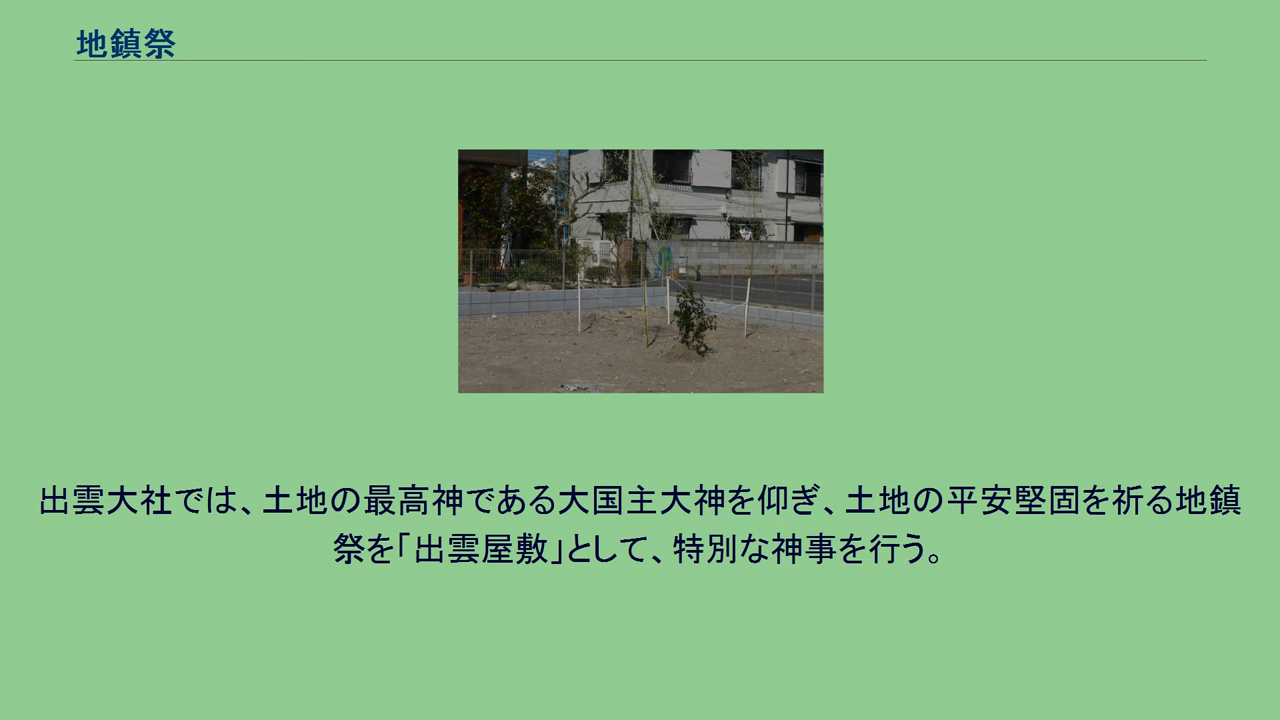 地鎮祭
出雲大社では、土地の最高神である大国主大神を仰ぎ、土地の平安堅固を祈る地鎮
祭を「出雲屋敷」として、特別な神事を行う。